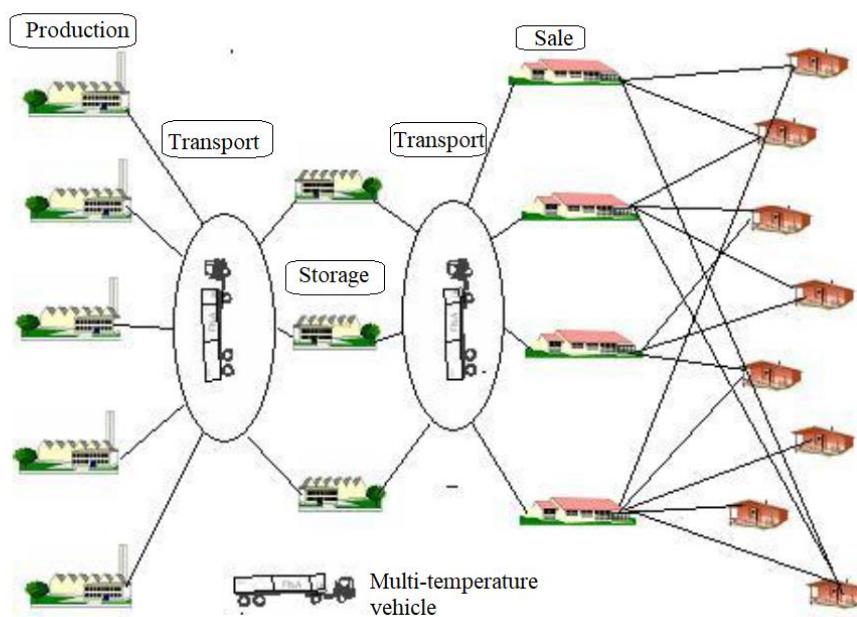 Production
Sale
Transport
Transport
Storage
Multi-temperature
vehicle